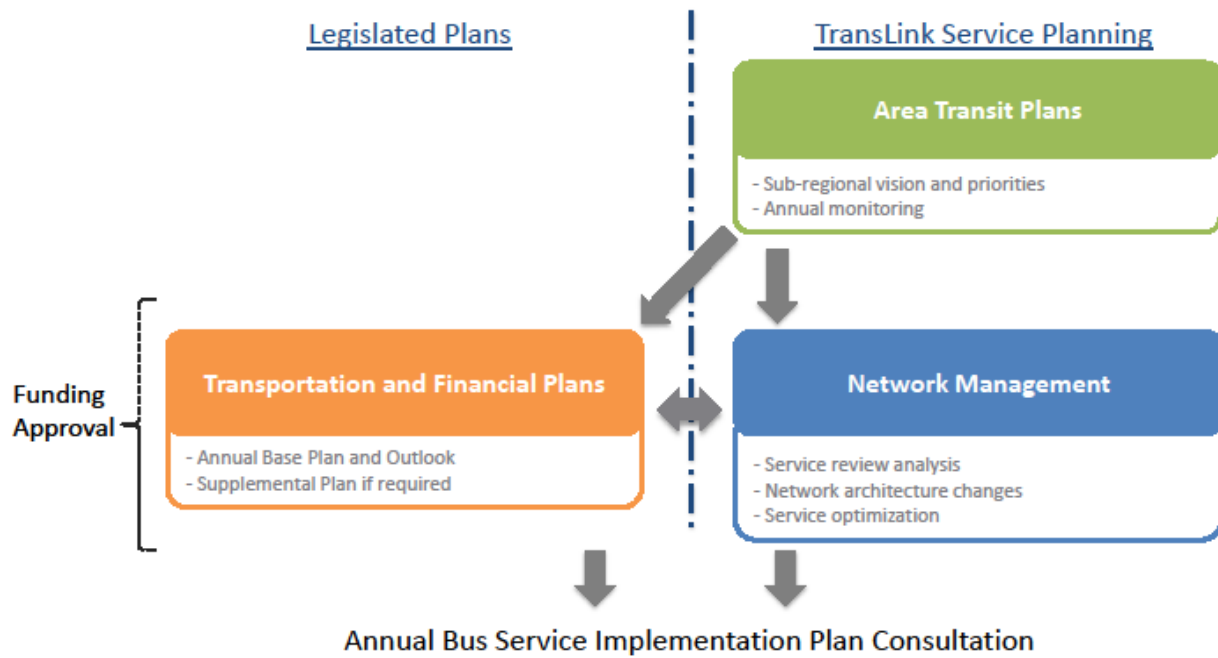 Legislated Plans
TransLink Service Planning
Area Transit Plans
- Sub-regional vision and priorities
- Annual monitoring
Funding
Approval
Transportation and Financial Plans
- Annual Base Plan and Outlook
- Supplemental Plan if required
Network Management
- Service review analysis
- Network architecture changes
- Service optimization
Annual Bus Service Implementation Plan Consultation